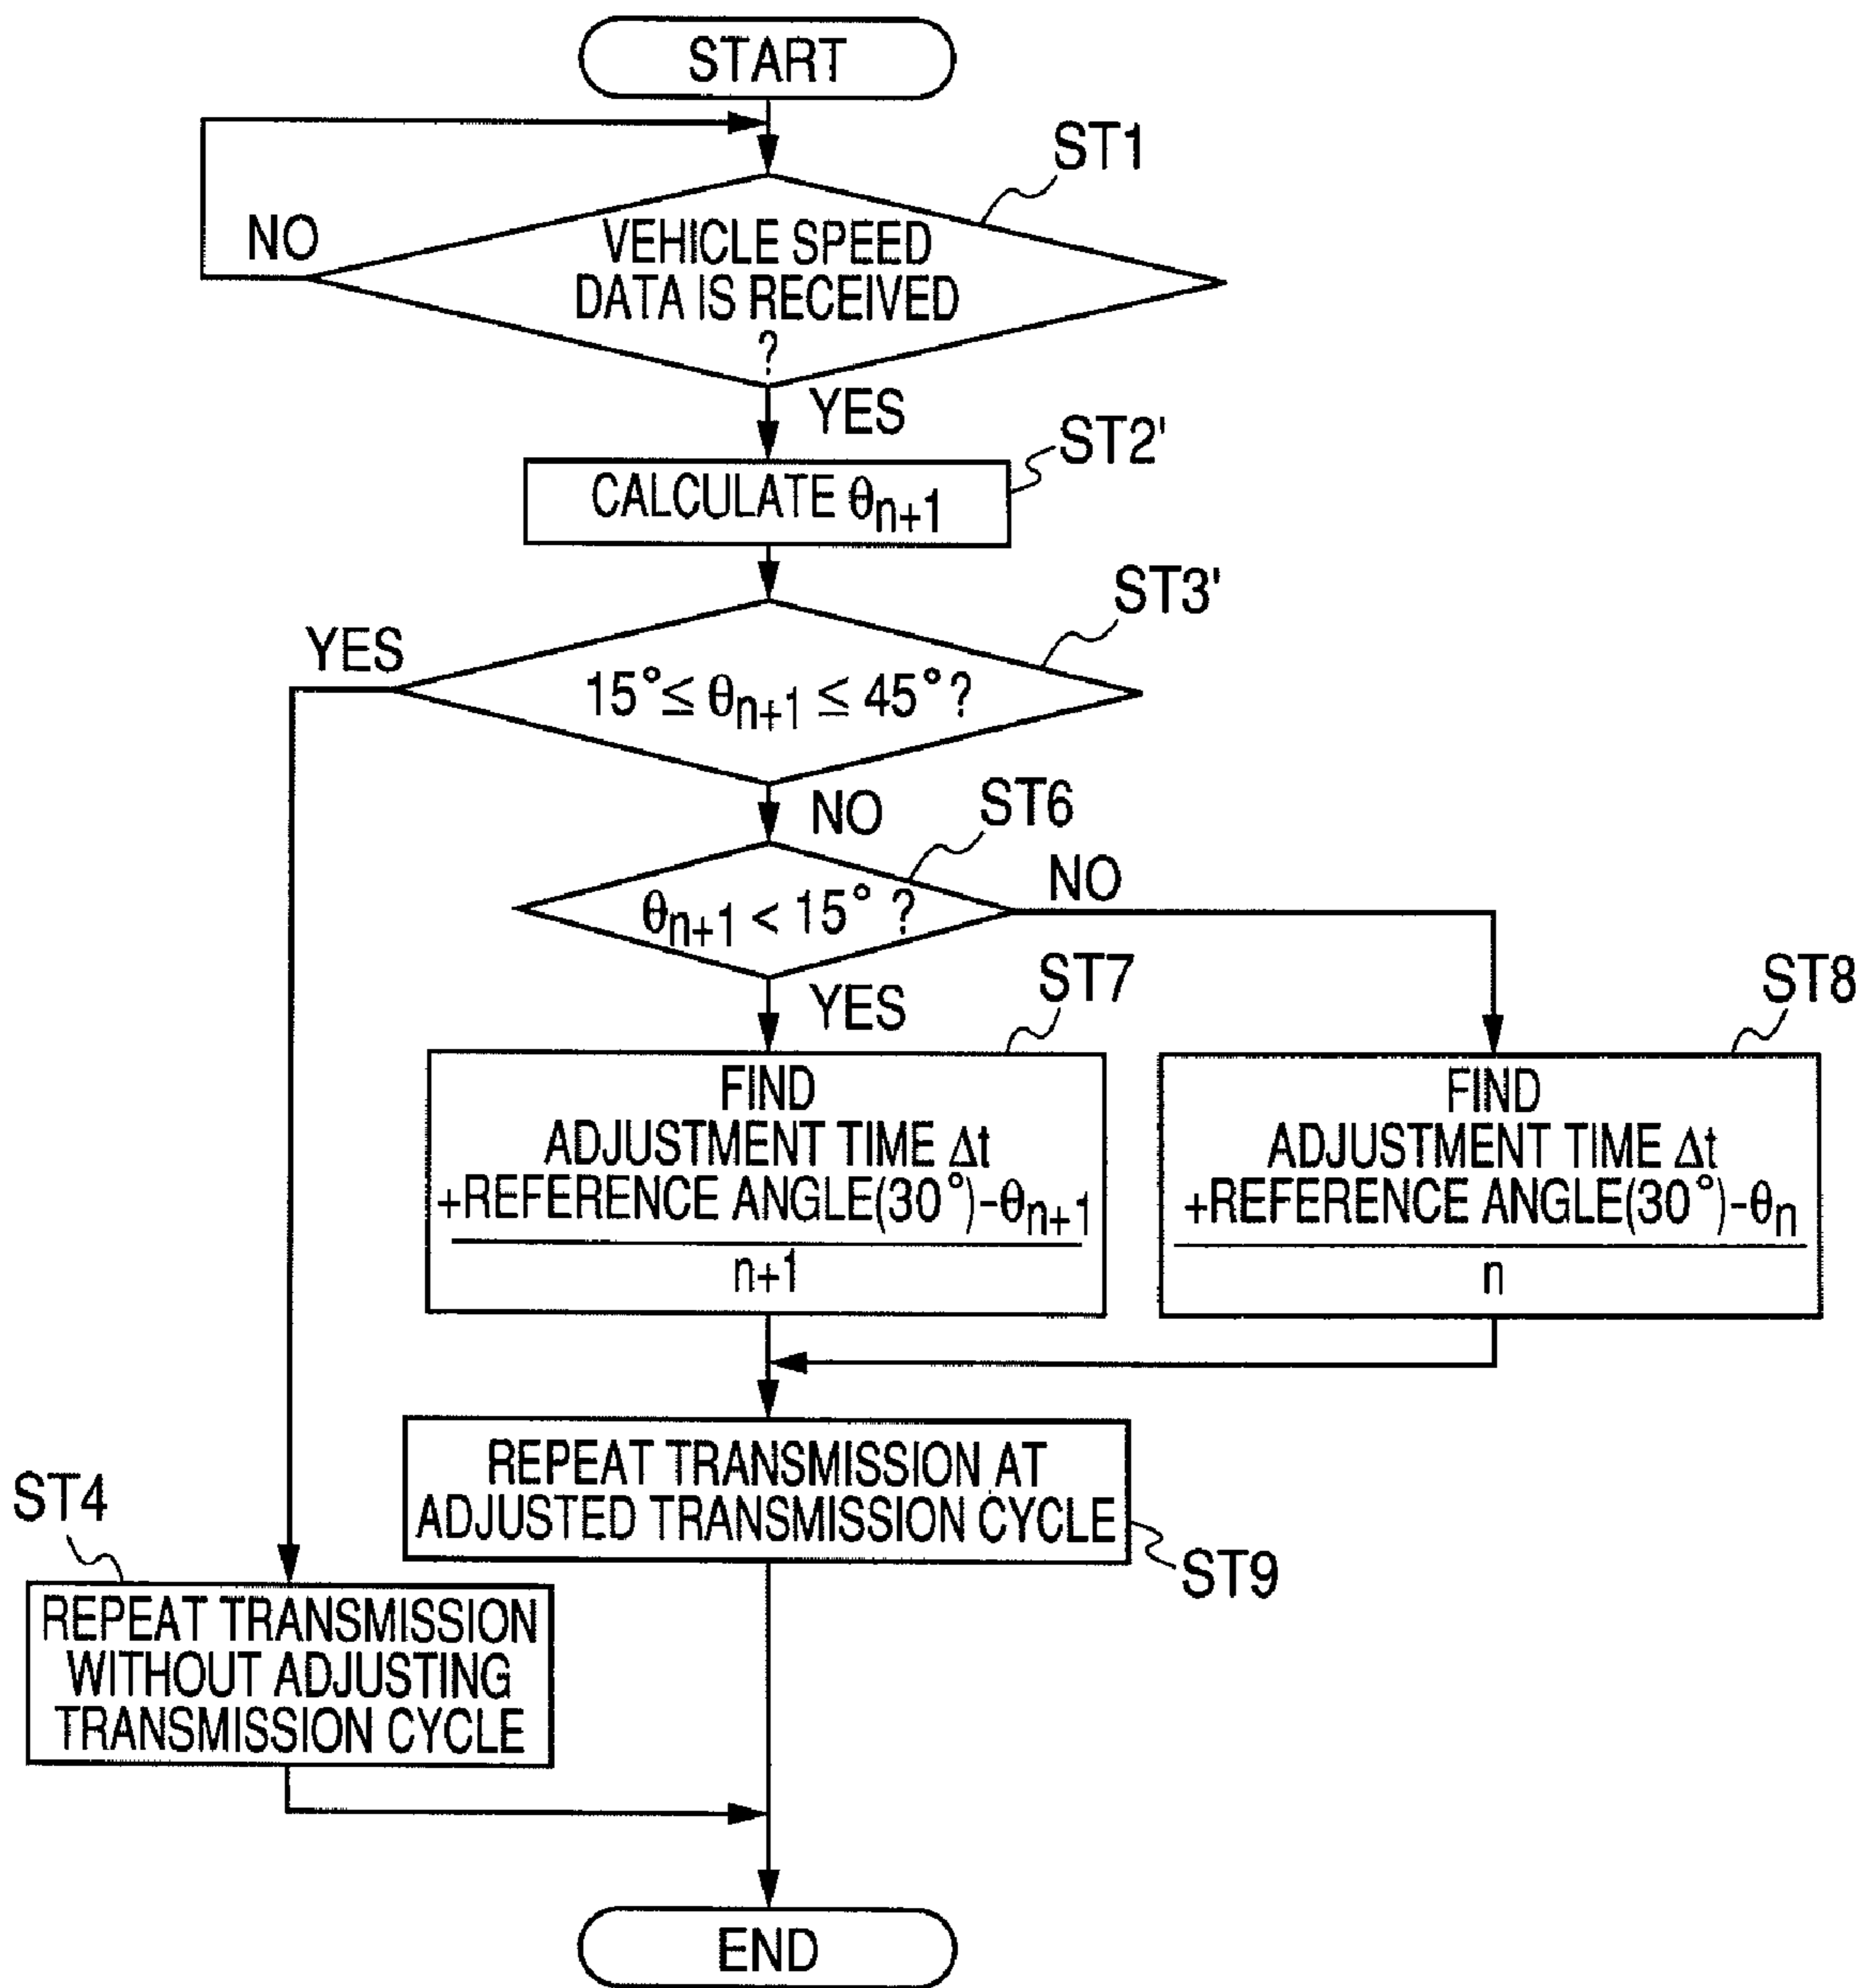 START
ST1
NO
VEHICLE SPEED
DATA IS RECEIVED
?
YES
ST2'
CALCULATE θn+1
ST3'
YES
15°≤ θn+1 ≤ 45°?
NO
ST6
θn+1 < 15° ?
NO
YES
ST7
ST8
FIND
ADJUSTMENT TIME Δt
+REFERENCE ANGLE(30°)-θn+1
n+1
FIND
ADJUSTMENT TIME Δt
+REFERENCE ANGLE(30°)-θn
n
REPEAT TRANSMISSION AT
ADJUSTED TRANSMISSION CYCLE
ST9
ST4
REPEAT TRANSMISSION
WITHOUT ADJUSTING
TRANSMISSION CYCLE
END